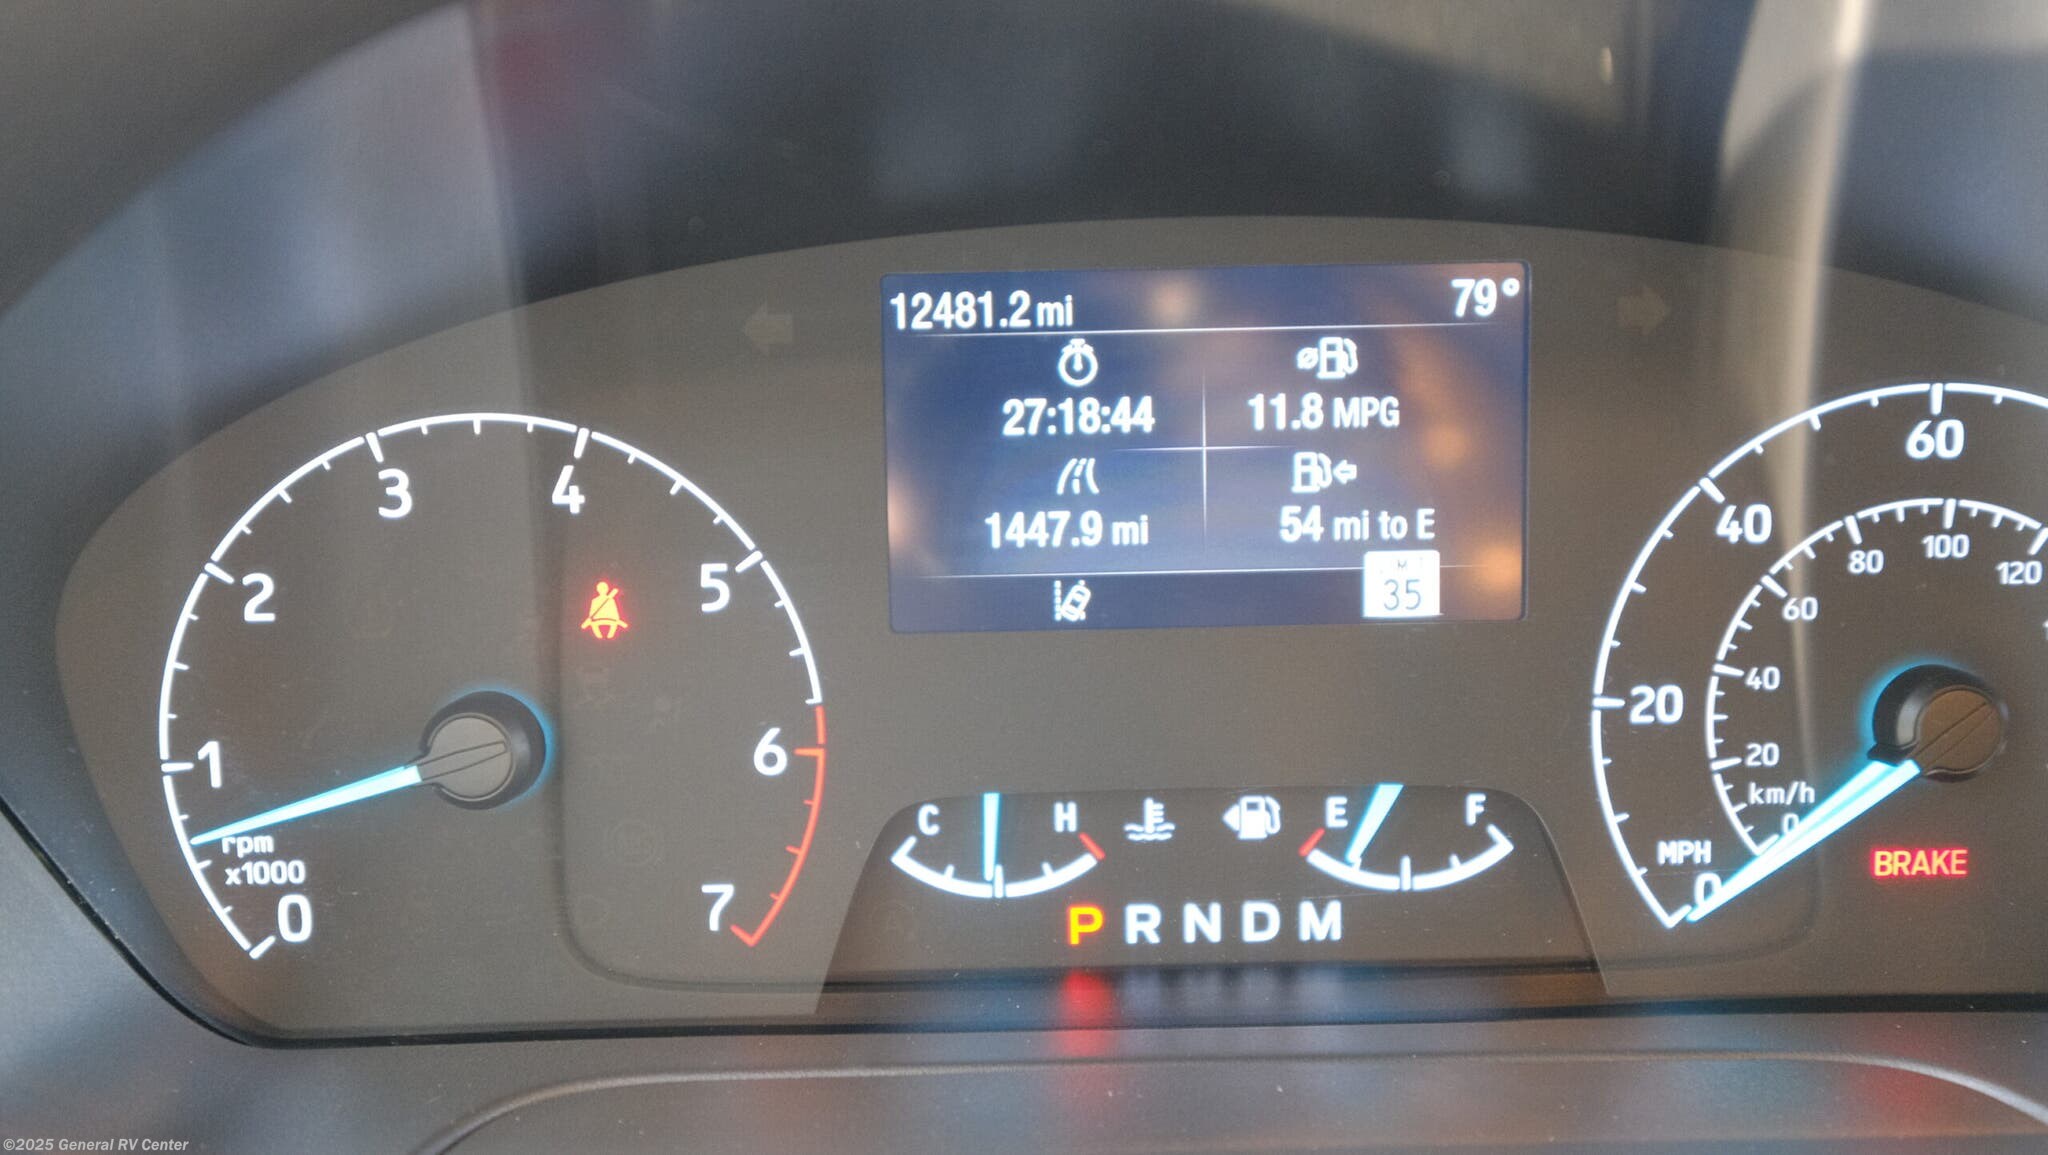 12481.2 mi 79°
27:18:44 11.8 MPG
1447.9 mi 54 mi to E
35
0 1 2 3 4 5 6 7
rpm
x1000
C H E F
P R N D M
0 20 40 60
MPH
0 20 40 60 80 100 120
km/h
BRAKE
©2025 General RV Center